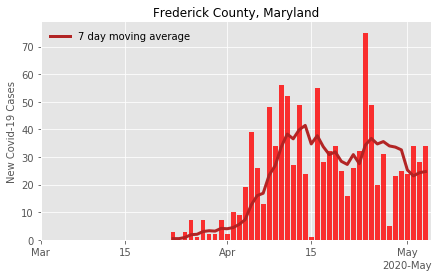 Frederick County, Maryland
7 day moving average
New Covid-19 Cases
70
60
50
40
30
20
10
0
Mar
15
Apr
15
May
2020-May